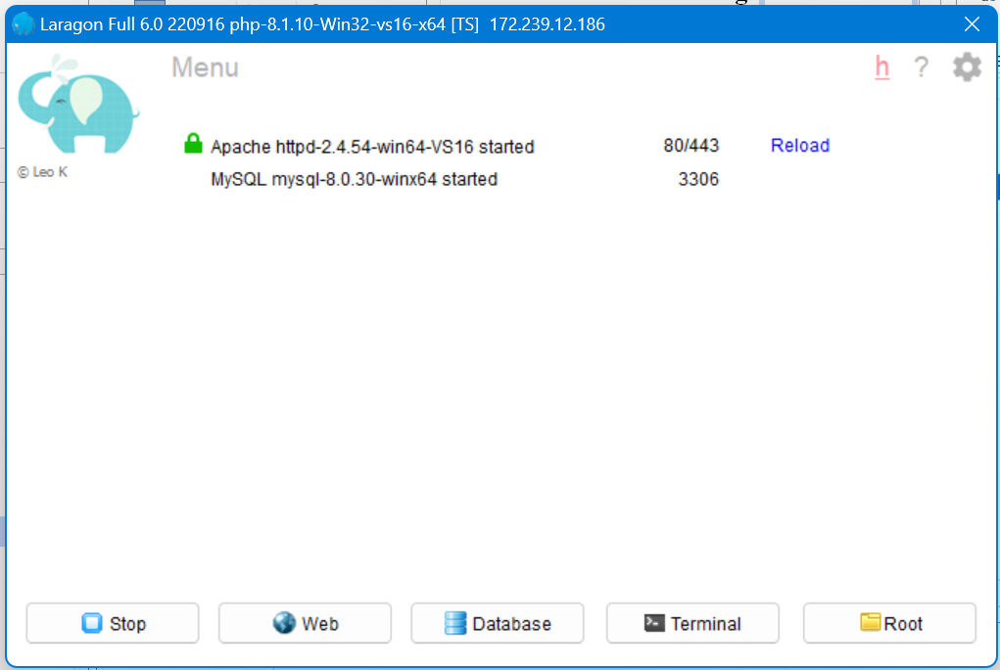 Laragon Full 6.0 220916 php-8.1.10-Win32-vs16-x64 [TS]  172.239.12.186
Menu
h ?
© Leo K
Apache httpd-2.4.54-win64-VS16 started 80/443 Reload
MySQL mysql-8.0.30-winx64 started 3306
Stop Web Database Terminal Root